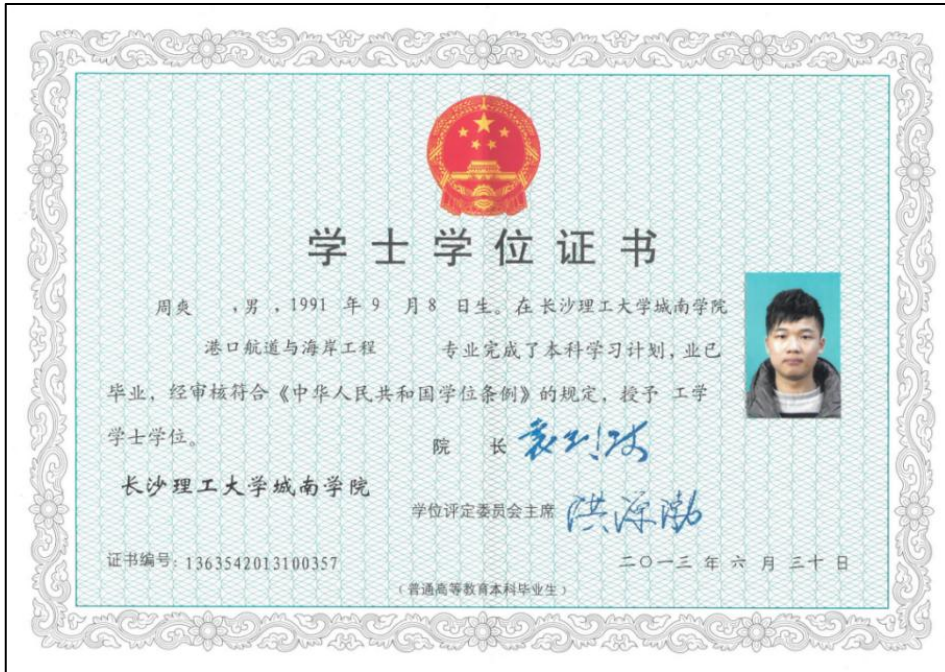 学士学位证书
周爽 ,男,1991 年 9 月 8 日生。在 长沙理工大学城南学院
港口航道与海岸工程 专业完成了本科学习计划,业已
毕业,经审核符合《中华人民共和国学位条例》的规定,授予 工学
学士学位。
院 长
长沙理工大学城南学院
学位评定委员会主席 洪源渤
证书编号:1363542013100357
二〇一三 年 六 月 三十 日
(普通高等教育本科毕业生)